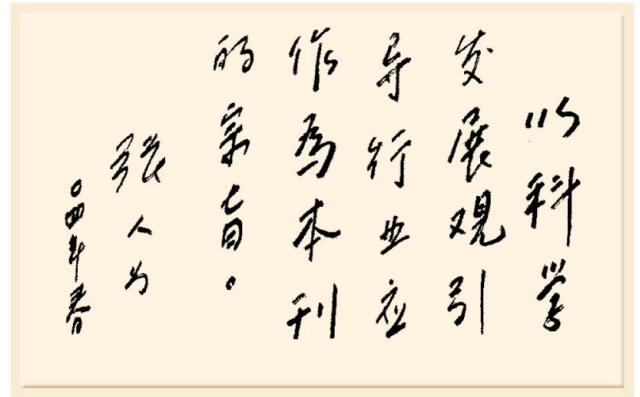 以科学
发展观引
导行业应
作为本刊
的宗旨。
张人为
〇四年春